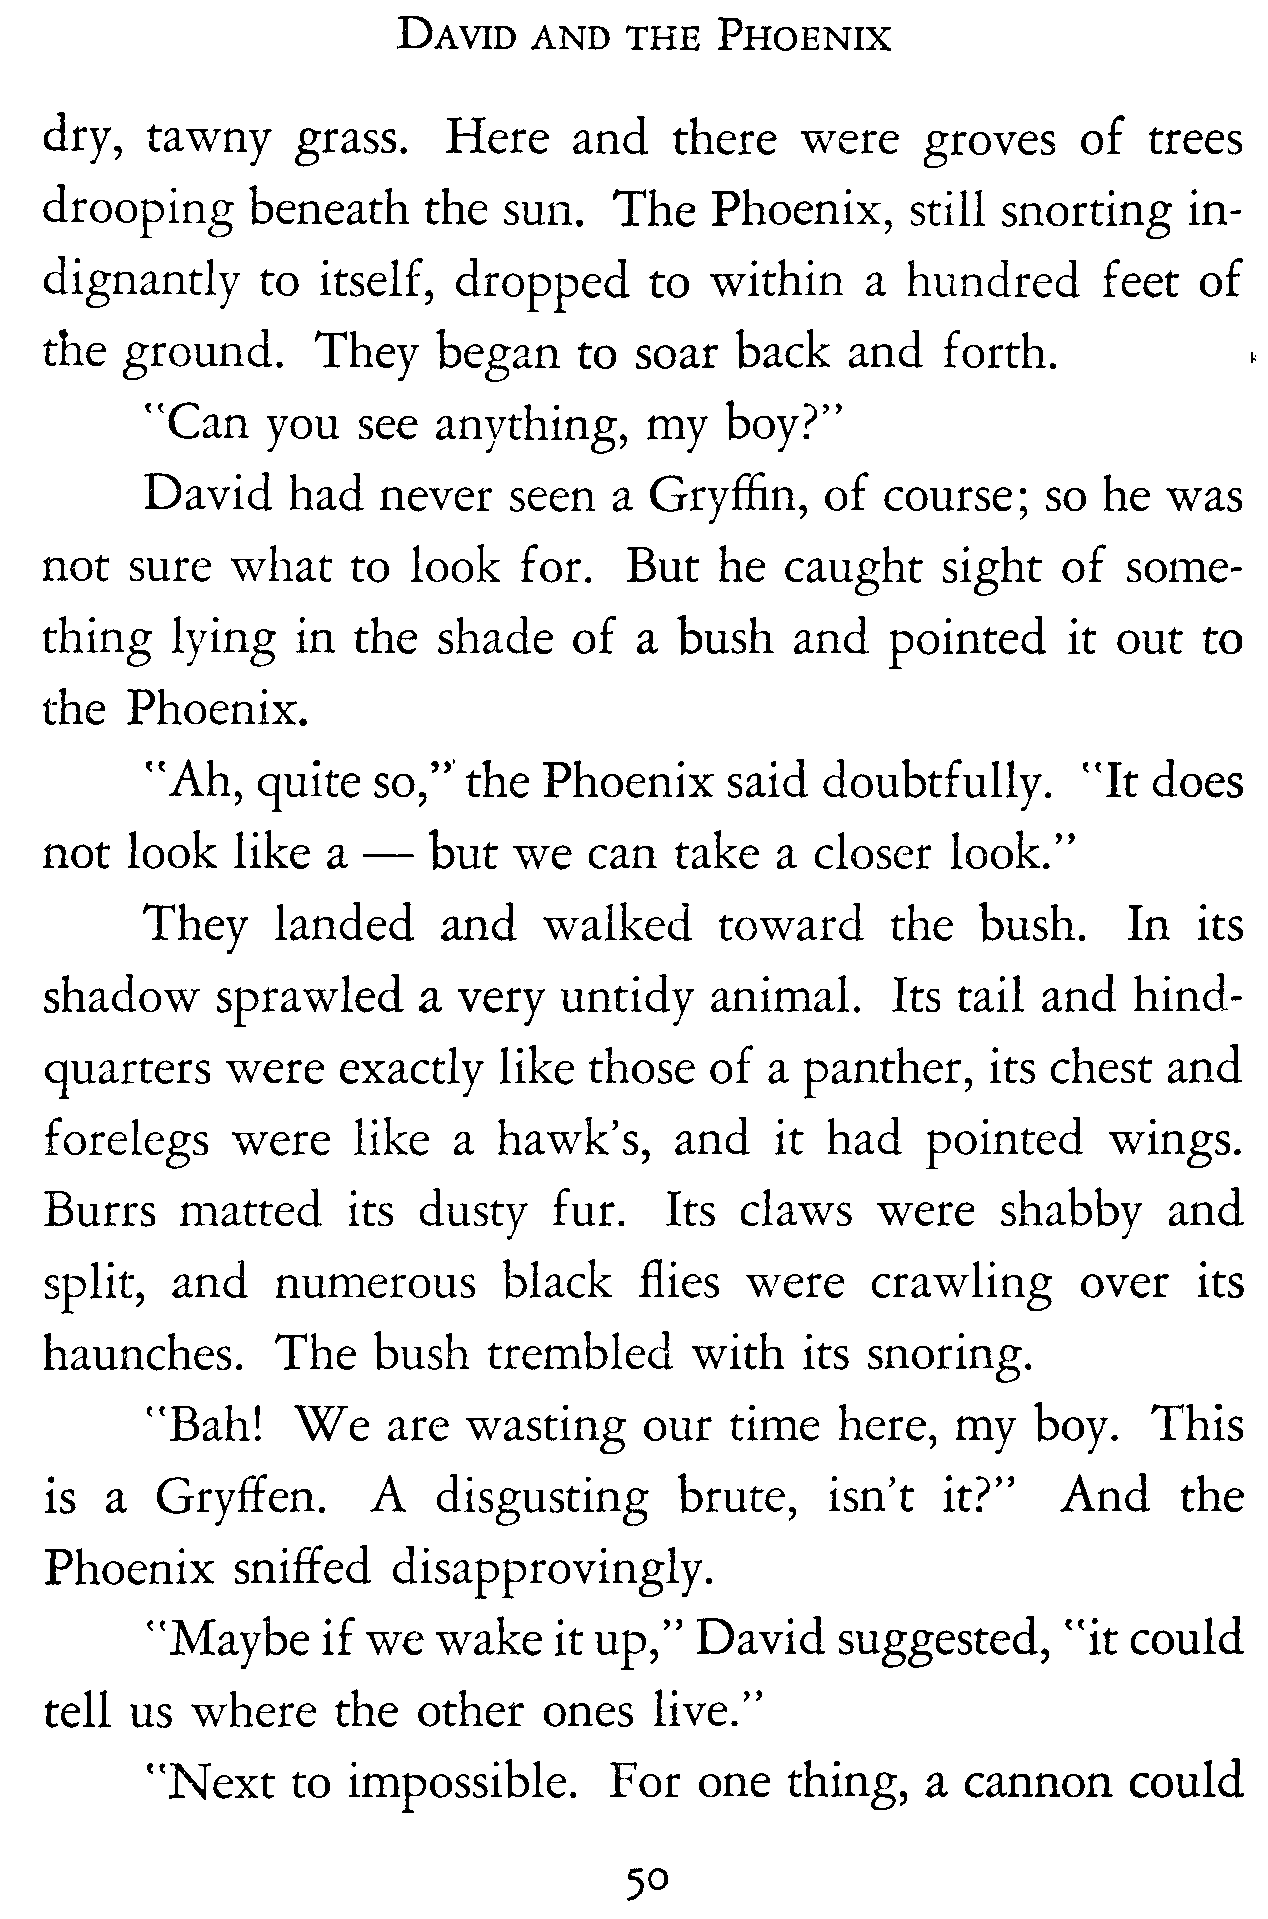 DAVID AND THE PHOENIX
dry, tawny grass. Here and there were groves of trees
drooping beneath the sun. The Phoenix, still snorting in-
dignantly to itself, dropped to within a hundred feet of
the ground. They began to soar back and forth.
"Can you see anything, my boy?"
David had never seen a Gryffin, of course; so he was
not sure what to look for. But he caught sight of some-
thing lying in the shade of a bush and pointed it out to
the Phoenix.
"Ah, quite so," the Phoenix said doubtfully. "It does
not look like a — but we can take a closer look."
They landed and walked toward the bush. In its
shadow sprawled a very untidy animal. Its tail and hind-
quarters were exactly like those of a panther, its chest and
forelegs were like a hawk's, and it had pointed wings.
Burrs matted its dusty fur. Its claws were shabby and
split, and numerous black flies were crawling over its
haunches. The bush trembled with its snoring.
"Bah! We are wasting our time here, my boy. This
is a Gryffen. A disgusting brute, isn't it?" And the
Phoenix sniffed disapprovingly.
"Maybe if we wake it up," David suggested, "it could
tell us where the other ones live."
"Next to impossible. For one thing, a cannon could
50